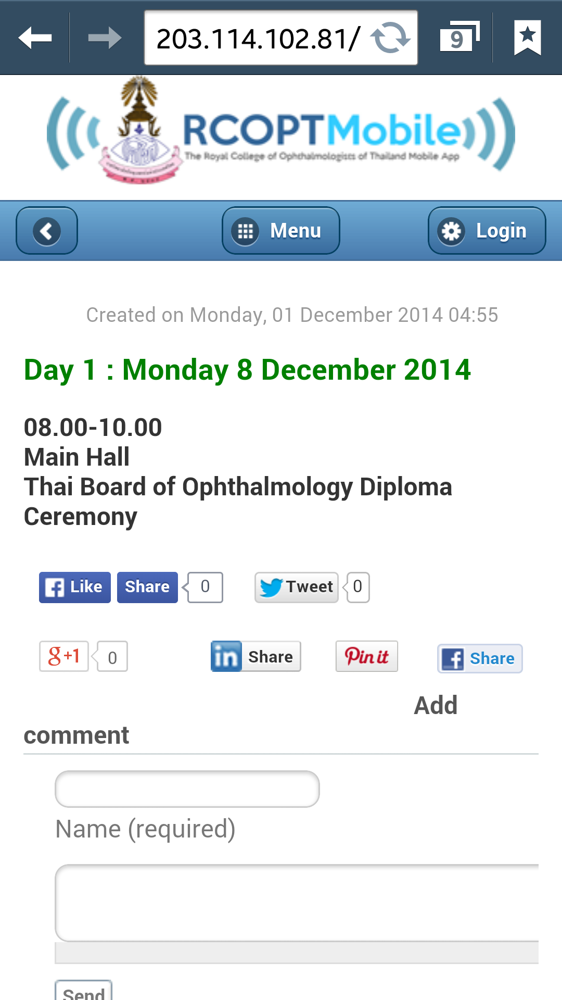 203.114.102.81/
9
RCOPTMobile
The Royal College of Ophthalmologists of Thailand Mobile App
Menu
Login
Created on Monday, 01 December 2014 04:55
Day 1 : Monday 8 December 2014
08.00-10.00
Main Hall
Thai Board of Ophthalmology Diploma
Ceremony
Like
Share
0
Tweet
0
g+1
0
in Share
Pin it
Share
Add
comment
Name (required)
Send